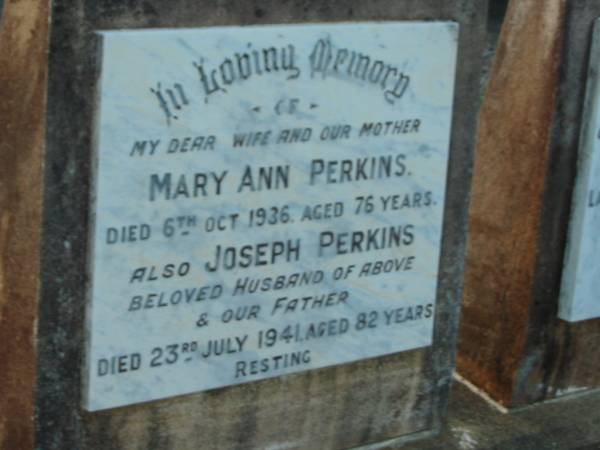 In Loving Memory
- OF -
MY DEAR WIFE AND OUR MOTHER
MARY ANN PERKINS.
DIED 6TH OCT 1936. AGED 76 YEARS.
ALSO JOSEPH PERKINS
BELOVED HUSBAND OF ABOVE
& OUR FATHER
DIED 23RD JULY 1941. AGED 82 YEARS
RESTING